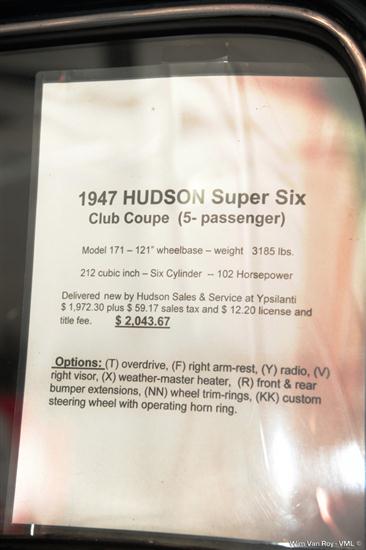 1947 HUDSON Super Six
Club Coupe (5- passenger)
Model 171 – 121" wheelbase – weight 3185 lbs.
212 cubic inch – Six Cylinder -- 102 Horsepower
Delivered new by Hudson Sales & Service at Ypsilanti
$ 1,972.30 plus $ 59.17 sales tax and $ 12.20 license and
title fee. $ 2,043.67
Options: (T) overdrive, (F) right arm-rest, (Y) radio, (V)
right visor, (X) weather-master heater, (R) front & rear
bumper extensions, (NN) wheel trim-rings, (KK) custom
steering wheel with operating horn ring.
Wim Van Roy - VML ©